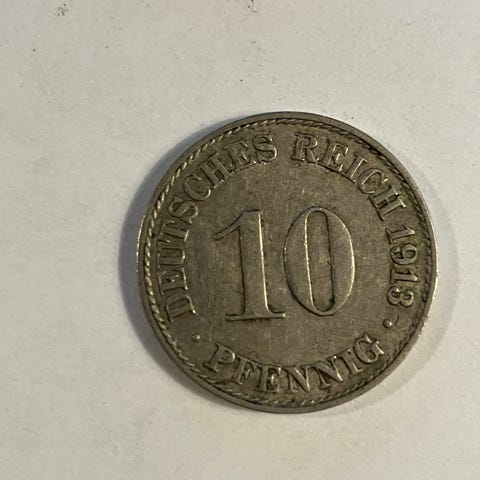 DEUTSCHES REICH 1913
10
· PFENNIG ·